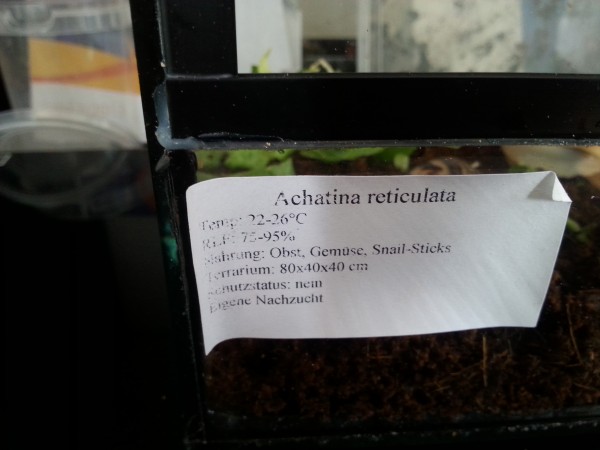 Achatina reticulata
Temp: 22-26°C
RLF: 75-95%
Nahrung: Obst, Gemüse, Snail-Sticks
Terrarium: 80x40x40 cm
Schutzstatus: nein
Eigene Nachzucht